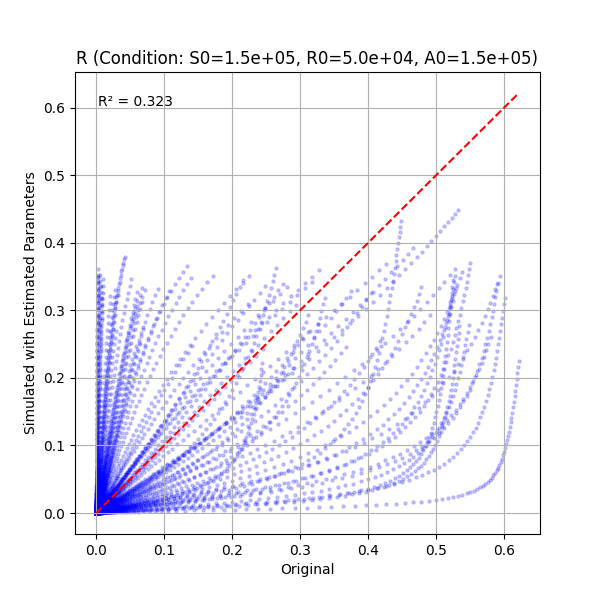 R (Condition: S0=1.5e+05, R0=5.0e+04, A0=1.5e+05)
R² = 0.323
0.6
0.5
0.4
0.3
0.2
0.1
0.0
Simulated with Estimated Parameters
0.0 0.1 0.2 0.3 0.4 0.5 0.6
Original